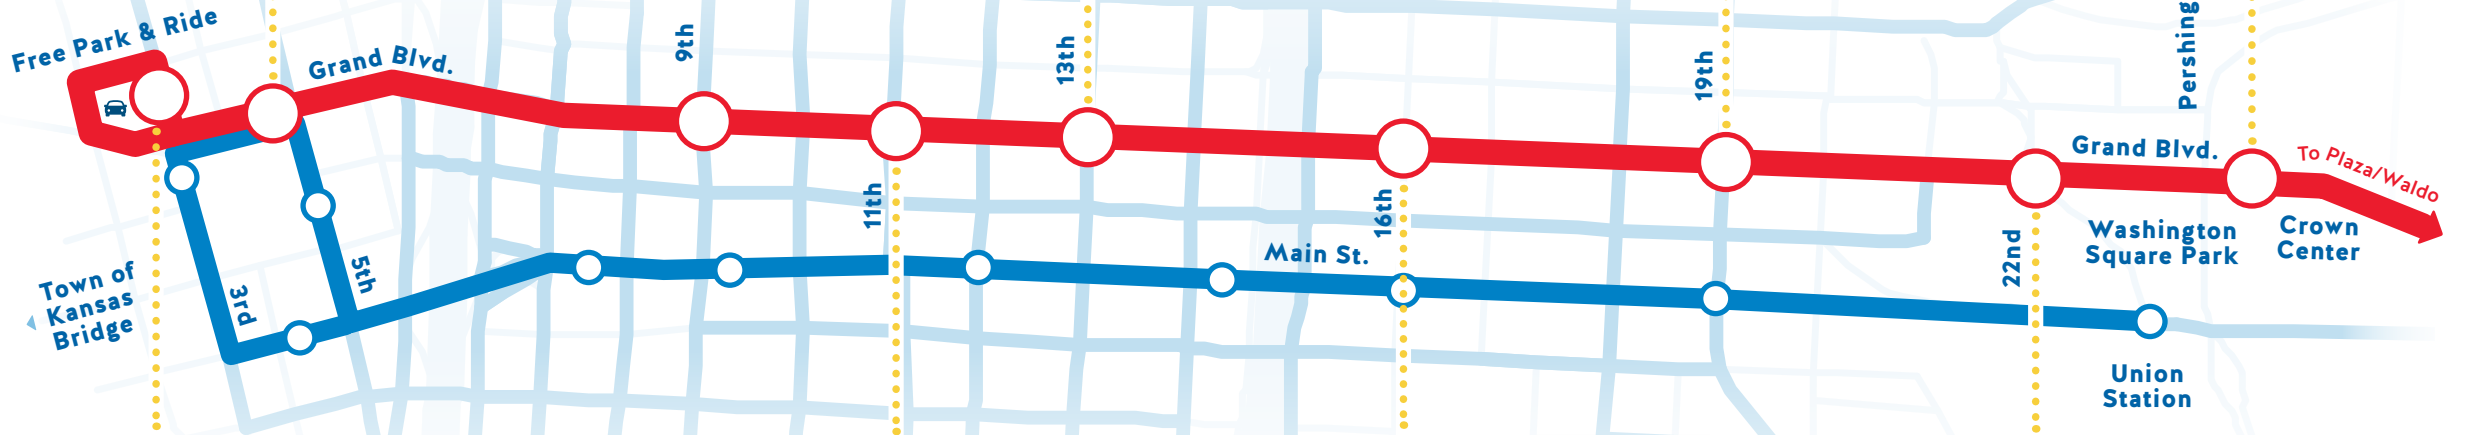 Free Park & Ride
Grand Blvd.
9th
13th
19th
Pershing
Grand Blvd.
To Plaza/Waldo
11th
16th
22nd
Washington
Square Park
Crown
Center
Main St.
Town of
Kansas
Bridge
3rd
5th
Union
Station